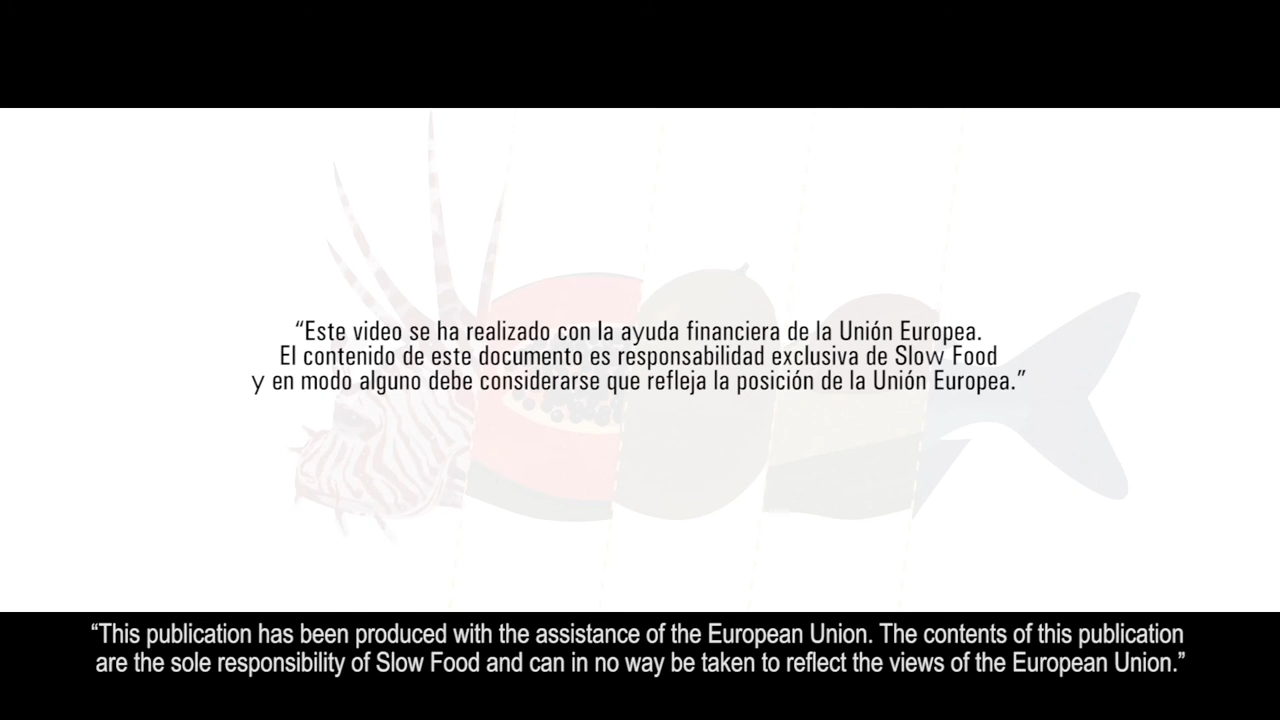 “Este video se ha realizado con la ayuda financiera de la Unión Europea.
El contenido de este documento es responsabilidad exclusiva de Slow Food
y en modo alguno debe considerarse que refleja la posición de la Unión Europea.”
“This publication has been produced with the assistance of the European Union. The contents of this publication
are the sole responsibility of Slow Food and can in no way be taken to reflect the views of the European Union.”